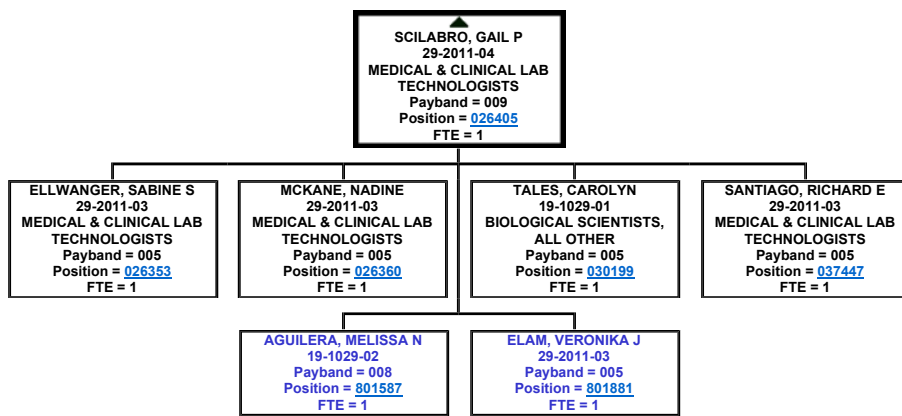 SCILABRO, GAIL P
29-2011-04
MEDICAL & CLINICAL LAB
TECHNOLOGISTS
Payband = 009
Position = 026405
FTE = 1
ELLWANGER, SABINE S
29-2011-03
MEDICAL & CLINICAL LAB
TECHNOLOGISTS
Payband = 005
Position = 026353
FTE = 1
MCKANE, NADINE
29-2011-03
MEDICAL & CLINICAL LAB
TECHNOLOGISTS
Payband = 005
Position = 026360
FTE = 1
TALES, CAROLYN
19-1029-01
BIOLOGICAL SCIENTISTS,
ALL OTHER
Payband = 005
Position = 030199
FTE = 1
SANTIAGO, RICHARD E
29-2011-03
MEDICAL & CLINICAL LAB
TECHNOLOGISTS
Payband = 005
Position = 037447
FTE = 1
AGUILERA, MELISSA N
19-1029-02
Payband = 008
Position = 801587
FTE = 1
ELAM, VERONIKA J
29-2011-03
Payband = 005
Position = 801881
FTE = 1